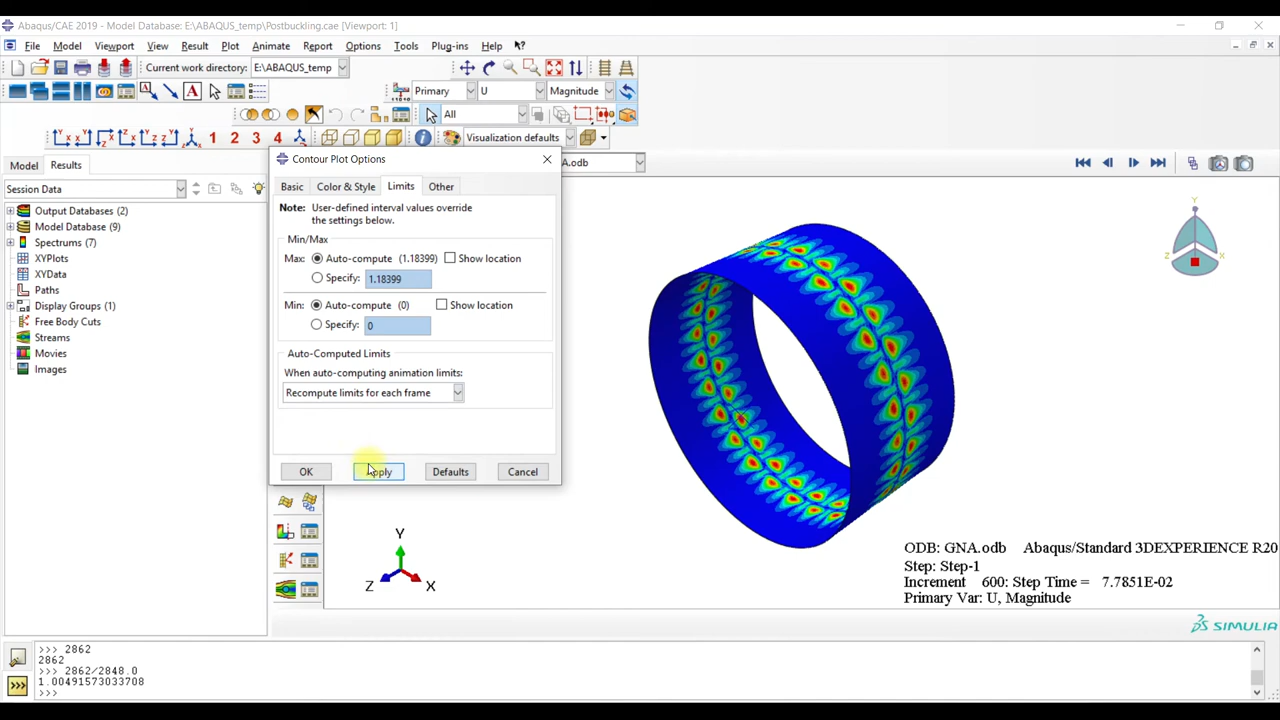 Abaqus/CAE 2019 - Model Database: E:\ABAQUS_temp\Postbuckling.cae [Viewport: 1]
File Model Viewport View Result Plot Animate Report Options Tools Plug-ins Help
Current work directory: E:\ABAQUS_temp Primary U Magnitude
A
All
1 2 3 4 Visualization defaults
Model Results
Contour Plot Options
A.odb
Session Data
Output Databases (2)
Model Database (9)
Spectrums (7)
XYPlots
XYData
Paths
Display Groups (1)
Free Body Cuts
Streams
Movies
Images
Basic Color & Style Limits Other
Note: User-defined interval values override
the settings below.
Min/Max
Max: Auto-compute (1.18399) Show location
Specify: 1.18399
Min: Auto-compute (0) Show location
Specify: 0
Auto-Computed Limits
When auto-computing animation limits:
Recompute limits for each frame
OK Apply Defaults Cancel
Y
X
Z
Y
Z
X
ODB: GNA.odb Abaqus/Standard 3DEXPERIENCE R20
Step: Step-1
Increment 600: Step Time = 7.7851E-02
Primary Var: U, Magnitude
SIMULIA
>>> 2862
2862
>>> 2862/2848.0
1.00491573033708
>>>
>>>